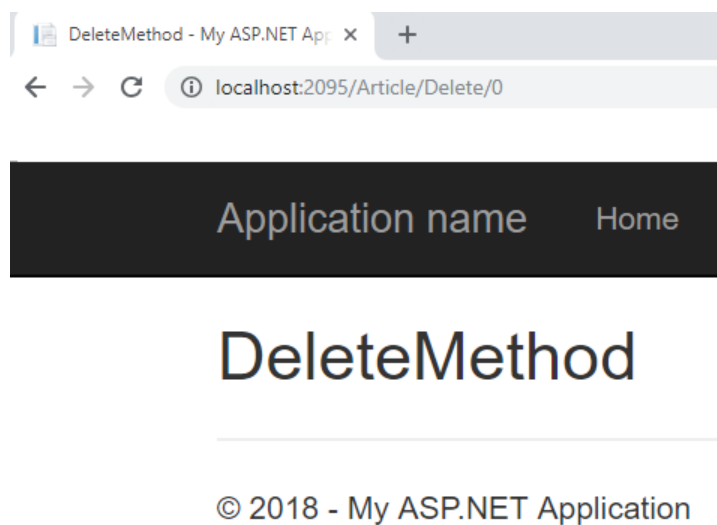 DeleteMethod - My ASP.NET App
localhost:2095/Article/Delete/0
Application name Home
DeleteMethod
© 2018 - My ASP.NET Application